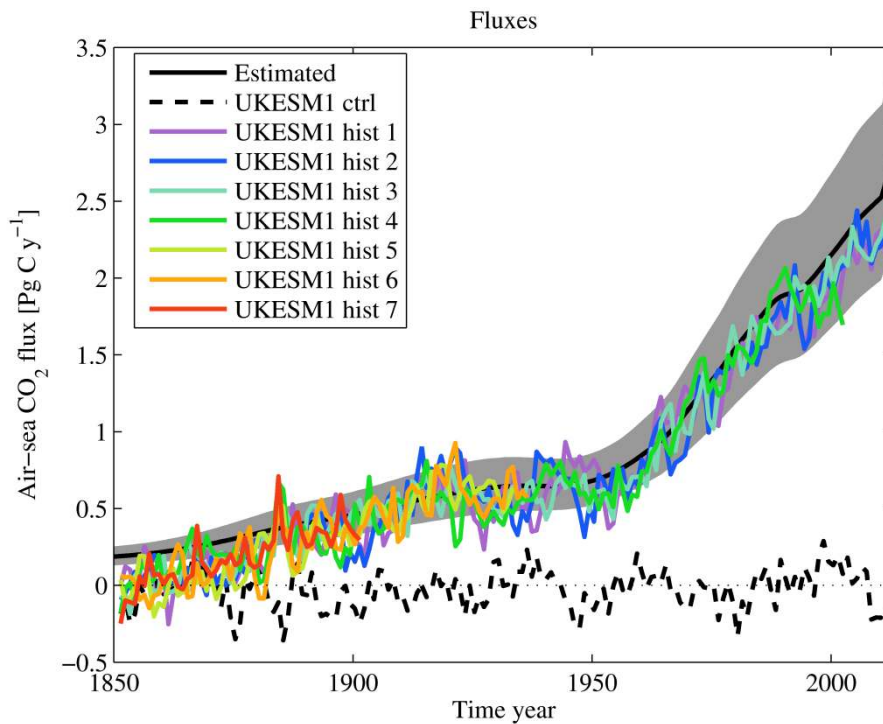 Fluxes
3.5
3
2.5
2
1.5
1
0.5
0
−0.5
Air−sea CO2 flux [Pg C y−1]
Estimated
UKESM1 ctrl
UKESM1 hist 1
UKESM1 hist 2
UKESM1 hist 3
UKESM1 hist 4
UKESM1 hist 5
UKESM1 hist 6
UKESM1 hist 7
1850 1900 1950 2000
Time year